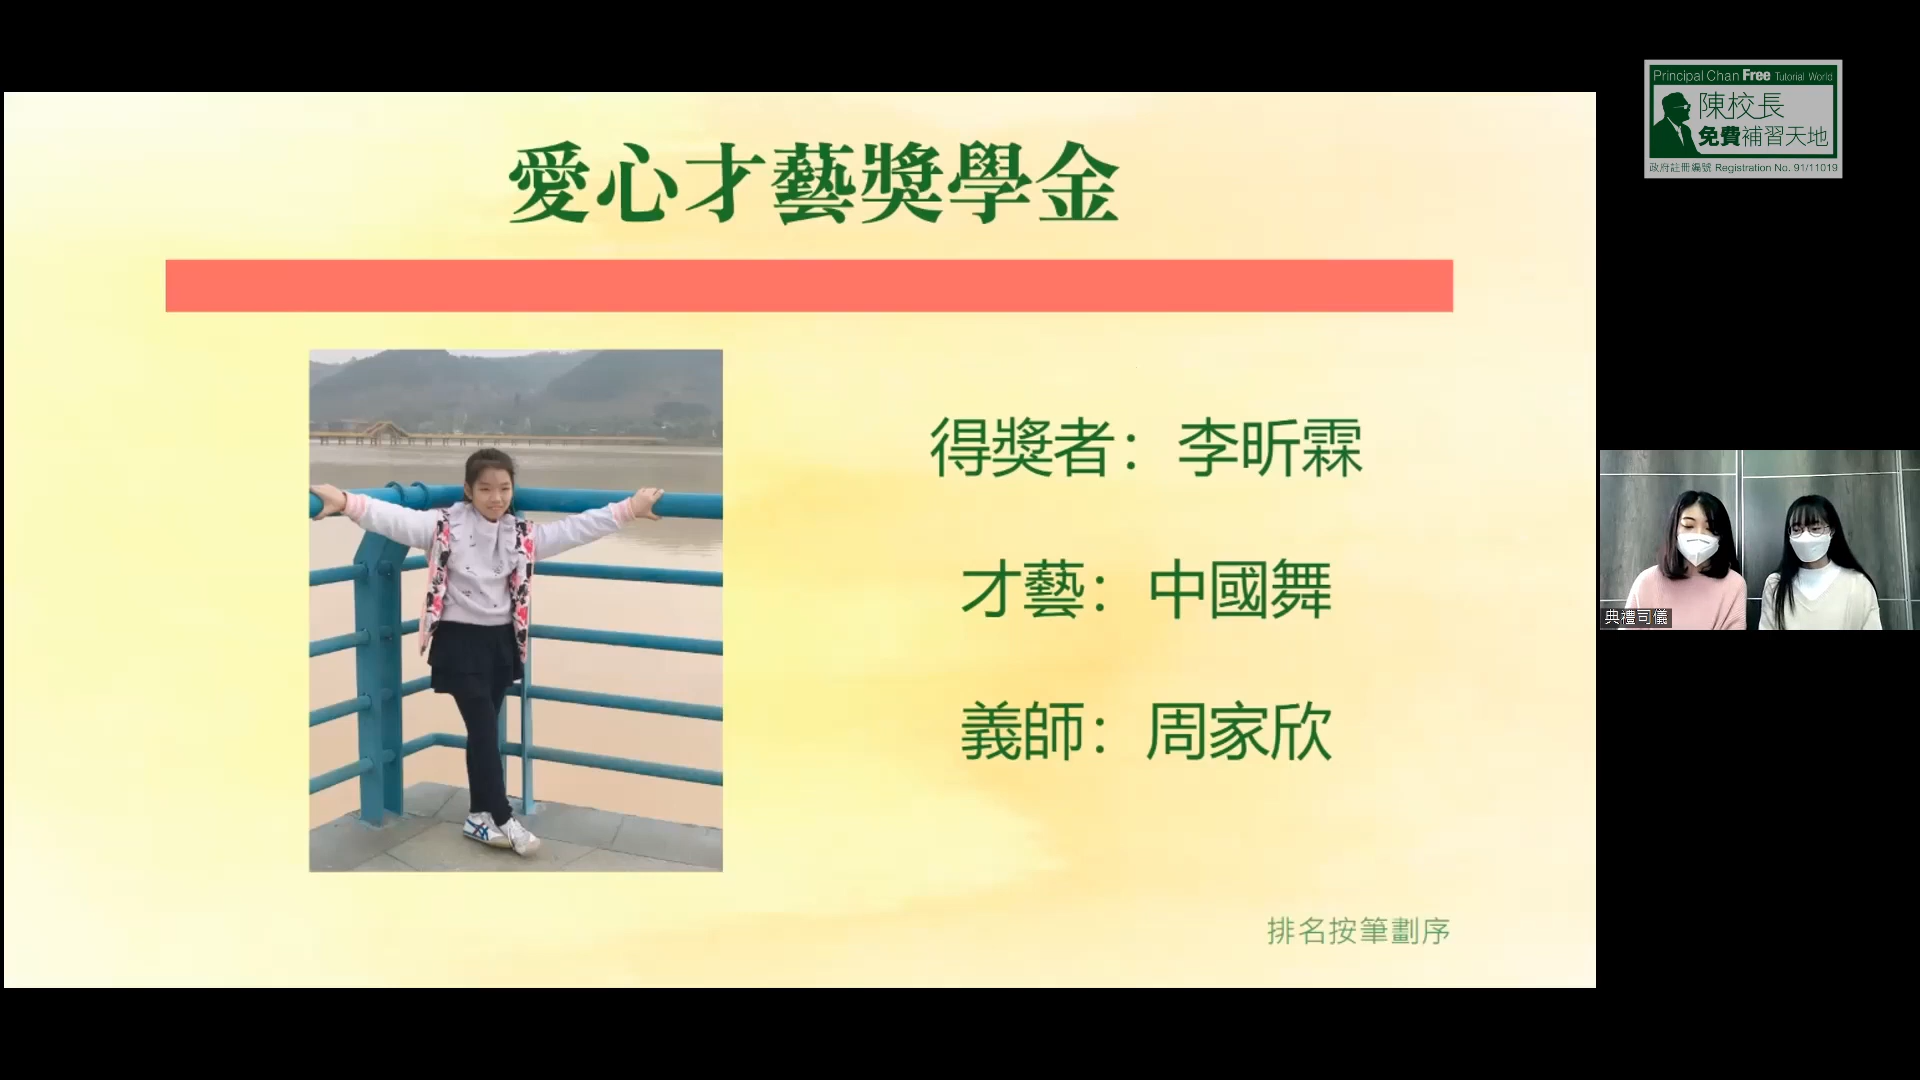 愛心才藝獎學金
得獎者：李昕霖
才藝：中國舞
義師：周家欣
排名按筆劃序
Principal Chan Free Tutorial World
陳校長
免費補習天地
政府註冊編號 Registration No. 91/11019
典禮司儀